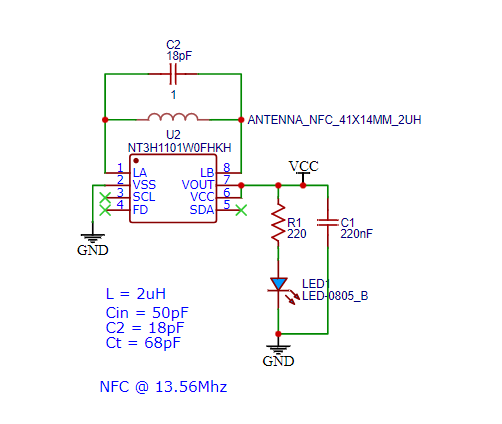 C2
18pF
1
ANTENNA_NFC_41X14MM_2UH
U2
NT3H1101W0FHKH
1 LA LB 8
2 VSS VOUT 7
3 SCL VCC 6
4 FD SDA 5
VCC
R1
220
C1
220nF
GND
LED1
LED-0805_B
GND
L = 2uH
Cin = 50pF
C2 = 18pF
Ct = 68pF
NFC @ 13.56Mhz